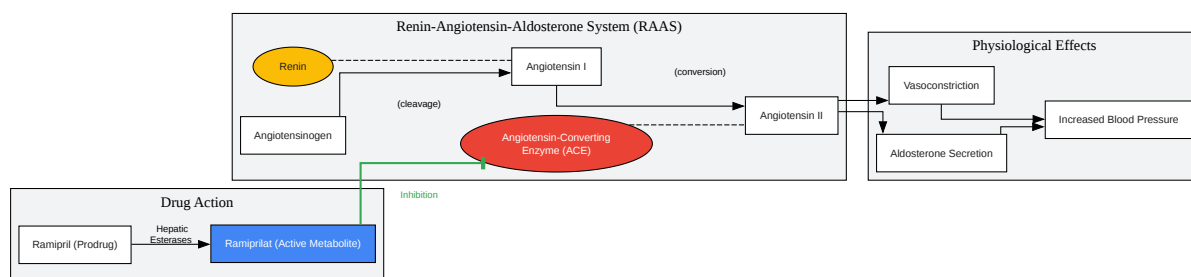 Renin-Angiotensin-Aldosterone System (RAAS)
Renin
Angiotensin I
(conversion)
(cleavage)
Angiotensinogen
Angiotensin-Converting
Enzyme (ACE)
Angiotensin II
Physiological Effects
Vasoconstriction
Increased Blood Pressure
Aldosterone Secretion
Inhibition
Drug Action
Ramipril (Prodrug)
Hepatic
Esterases
Ramiprilat (Active Metabolite)